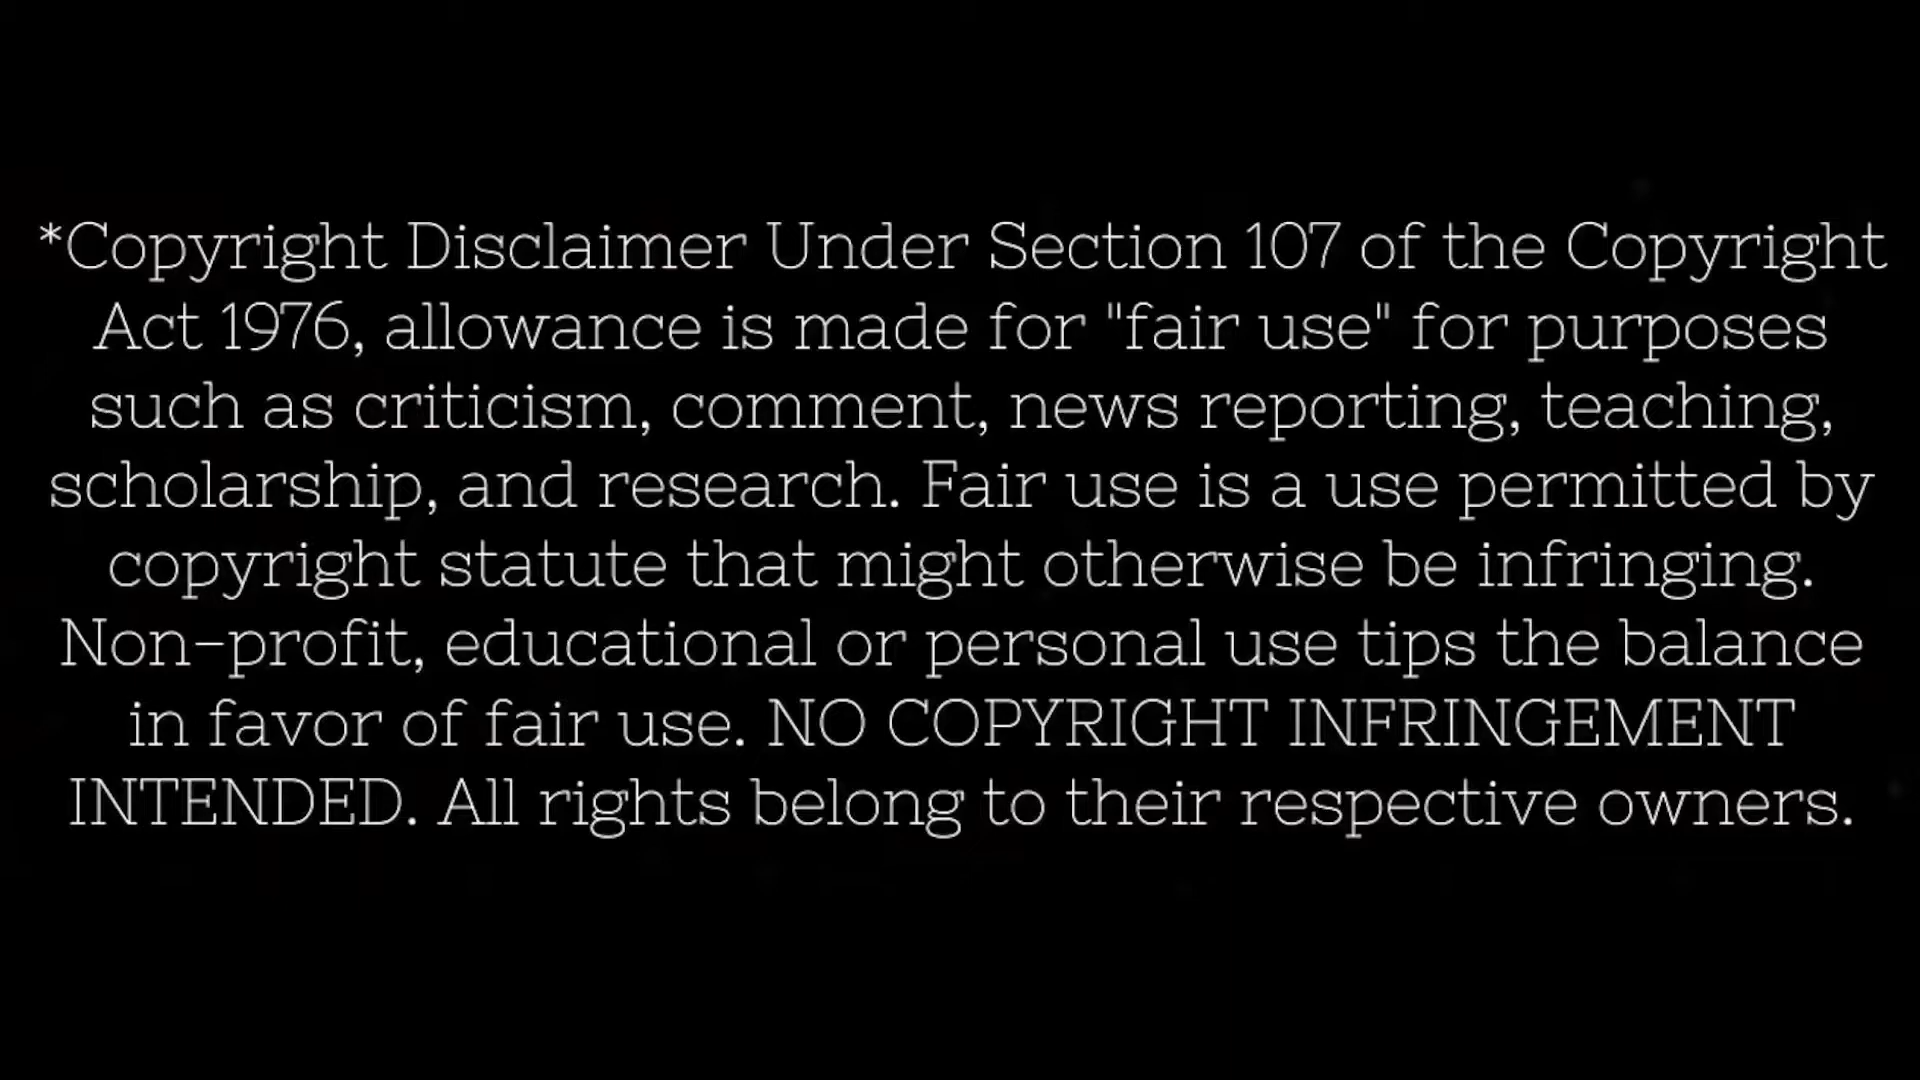 *Copyright Disclaimer Under Section 107 of the Copyright
Act 1976, allowance is made for "fair use" for purposes
such as criticism, comment, news reporting, teaching,
scholarship, and research. Fair use is a use permitted by
copyright statute that might otherwise be infringing.
Non-profit, educational or personal use tips the balance
in favor of fair use. NO COPYRIGHT INFRINGEMENT
INTENDED. All rights belong to their respective owners.